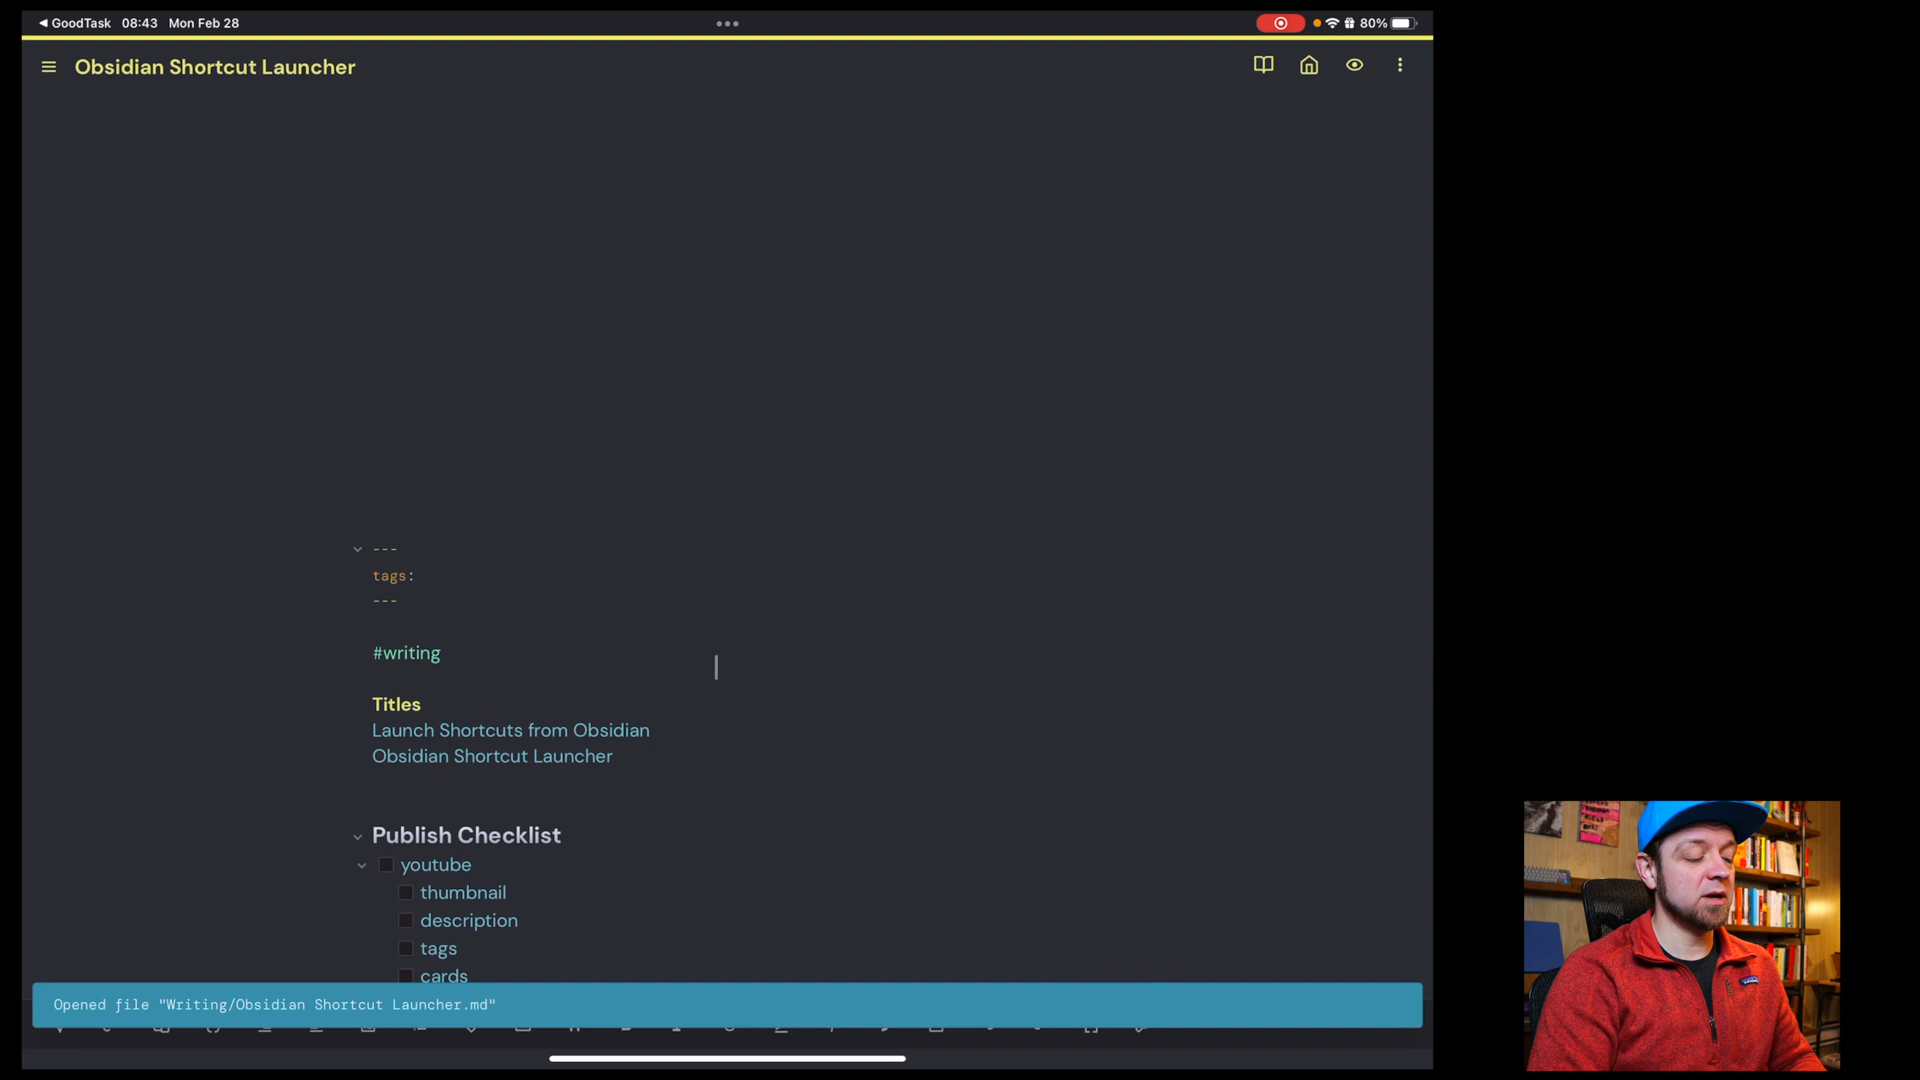 GoodTask 08:43 Mon Feb 28
80%
Obsidian Shortcut Launcher
---
tags:
---
#writing
Titles
Launch Shortcuts from Obsidian
Obsidian Shortcut Launcher
Publish Checklist
youtube
thumbnail
description
tags
cards
Opened file "Writing/Obsidian Shortcut Launcher.md"